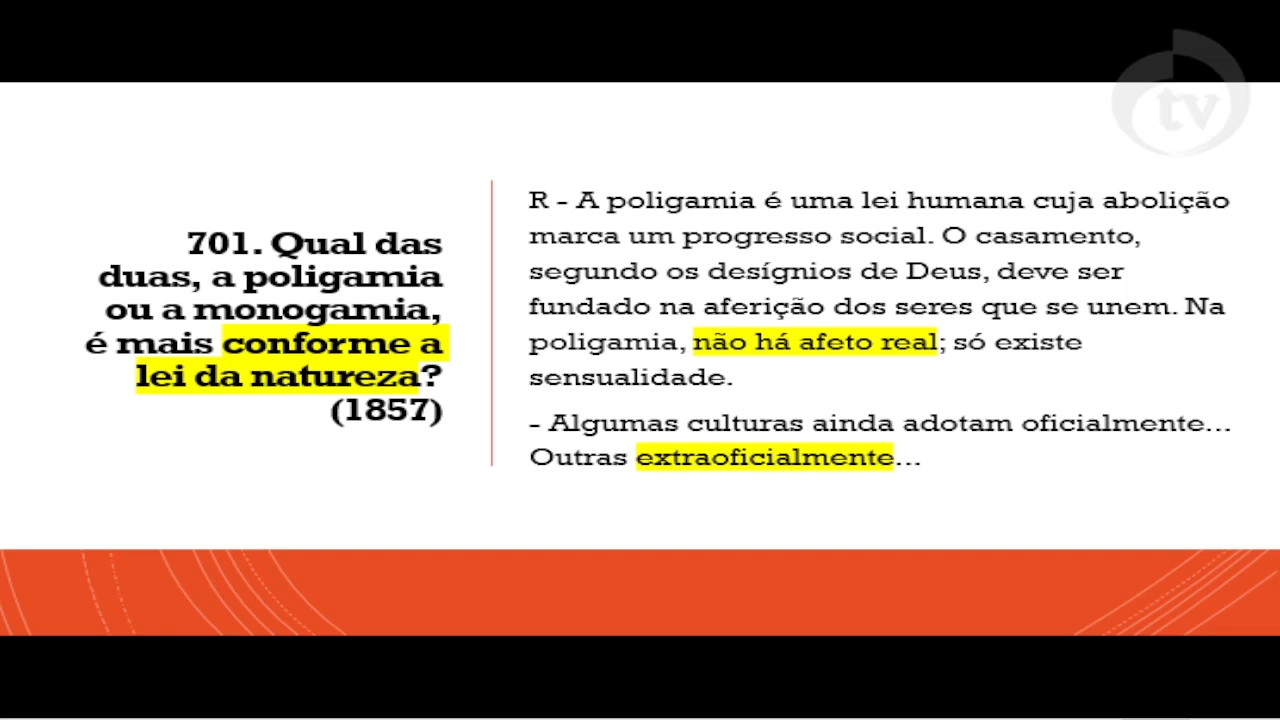 tv
701. Qual das
duas, a poligamia
ou a monogamia,
é mais conforme a
lei da natureza?
(1857)
R - A poligamia é uma lei humana cuja abolição
marca um progresso social. O casamento,
segundo os desígnios de Deus, deve ser
fundado na aferição dos seres que se unem. Na
poligamia, não há afeto real; só existe
sensualidade.
- Algumas culturas ainda adotam oficialmente...
Outras extraoficialmente...